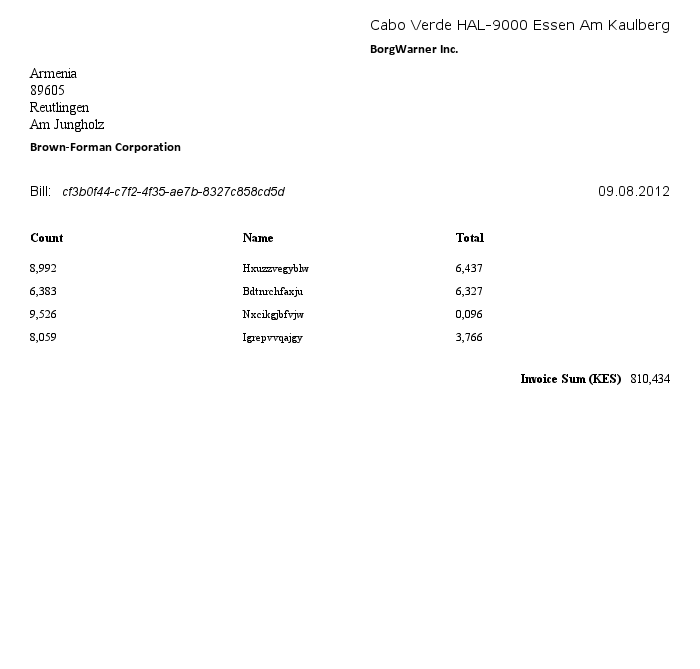 Cabo Verde HAL-9000 Essen Am Kaulberg
BorgWarner Inc.
Armenia
89605
Reutlingen
Am Jungholz
Brown-Forman Corporation
Bill: cf3b0f44-c7f2-4f35-ae7b-8327c858cd5d 09.08.2012
Count Name Total
8,992 Hxuzzvegyblw 6,437
6,383 Bdtnrchfaxju 6,327
9,526 Nxcikgjbfvjw 0,096
8,059 Igrepvvqajgy 3,766
Invoice Sum (KES) 810,434